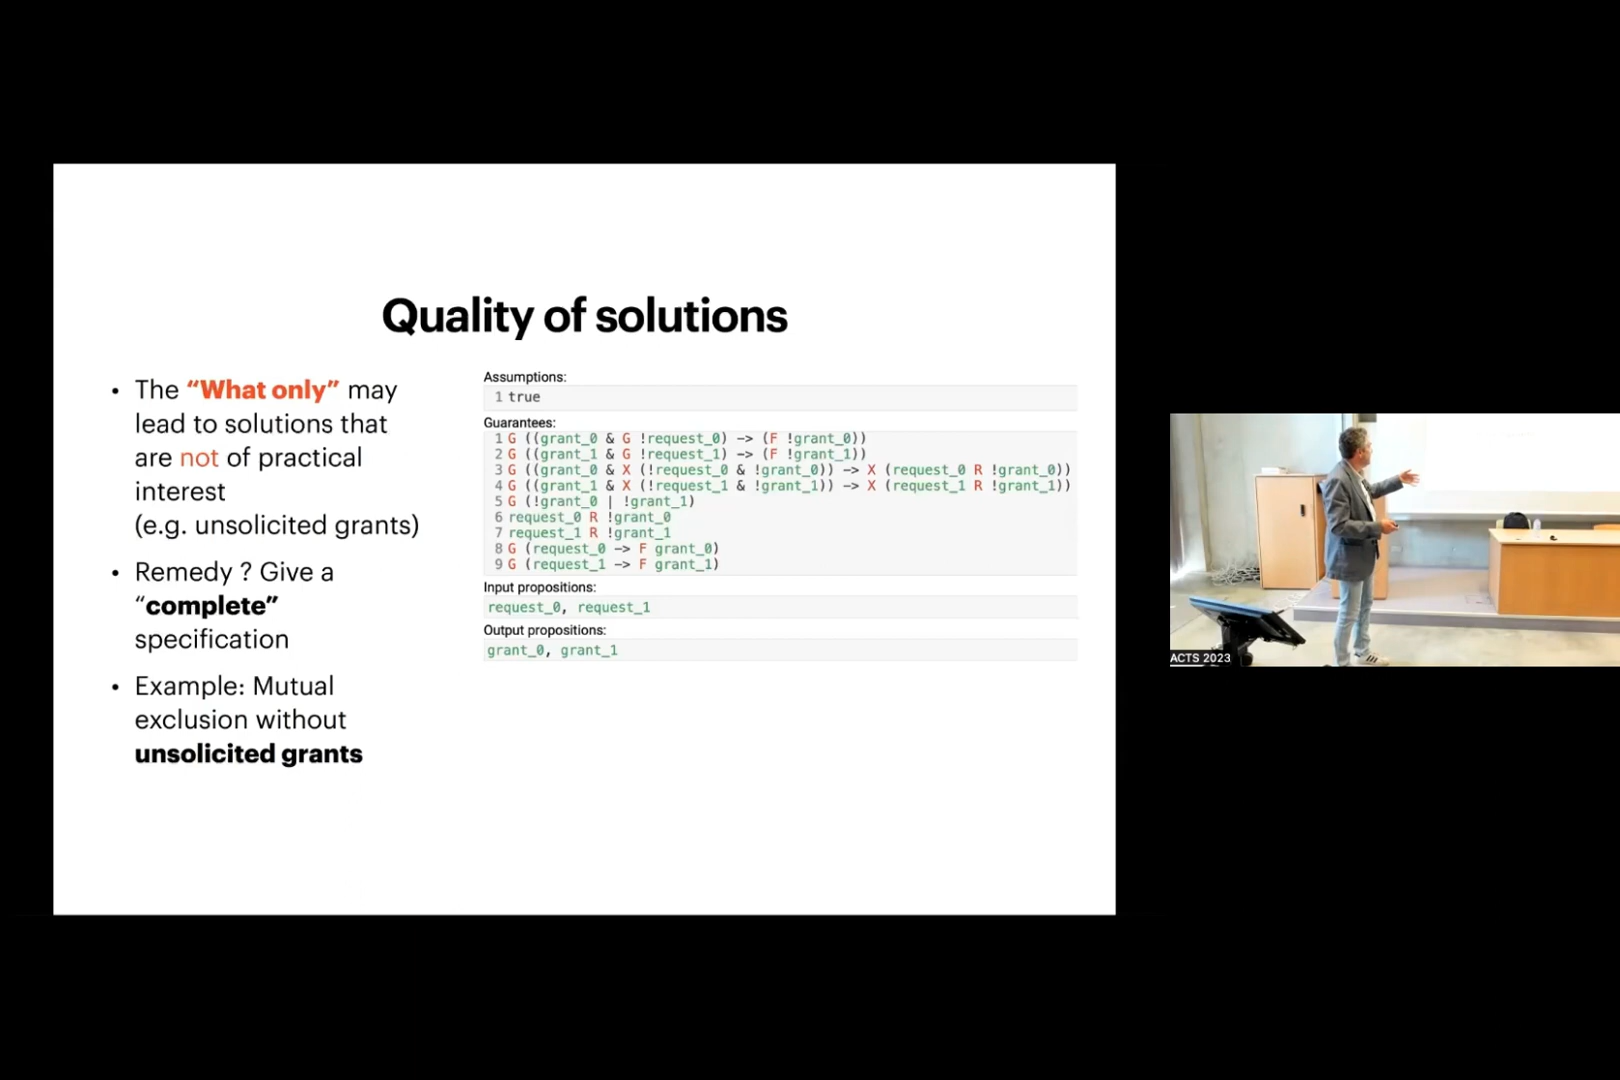 Quality of solutions
• The “What only” may
lead to solutions that
are not of practical
interest
(e.g. unsolicited grants)
• Remedy ? Give a
“complete”
specification
• Example: Mutual
exclusion without
unsolicited grants
Assumptions:
1 true
Guarantees:
1 G ((grant_0 & G !request_0) -> (F !grant_0))
2 G ((grant_1 & G !request_1) -> (F !grant_1))
3 G ((grant_0 & X (!request_0 & !grant_0)) -> X (request_0 R !grant_0))
4 G ((grant_1 & X (!request_1 & !grant_1)) -> X (request_1 R !grant_1))
5 G (!grant_0 | !grant_1)
6 request_0 R !grant_0
7 request_1 R !grant_1
8 G (request_0 -> F grant_0)
9 G (request_1 -> F grant_1)
Input propositions:
request_0, request_1
Output propositions:
grant_0, grant_1
ACTS 2023